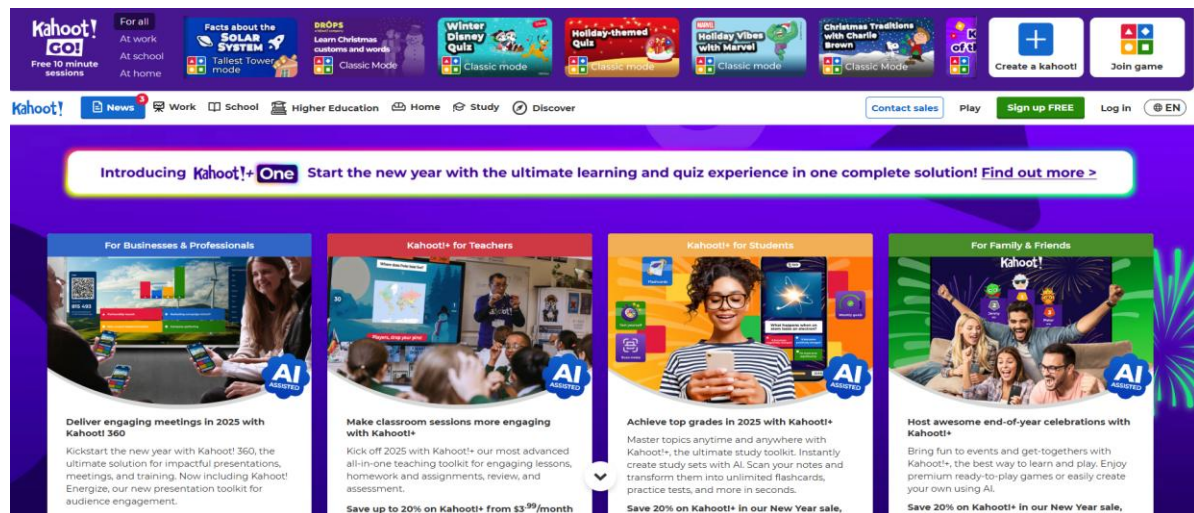 Kahoot!
GO!
Free 10 minute
sessions
For all
At work
At school
At home
Facts about the
SOLAR
SYSTEM
Tallest Tower
mode
DRÖPS
Learn Christmas
customs and words
Classic Mode
Winter
Disney
Quiz
Classic mode
Holiday-themed
Quiz
Classic mode
MARVEL
Holiday Vibes
with Marvel
Classic mode
Christmas Traditions
with Charlie
Brown
Classic Mode
Create a kahoot!
Join game
Kahoot!
News 3
Work
School
Higher Education
Home
Study
Discover
Contact sales
Play
Sign up FREE
Log in
EN
Introducing Kahoot!+ One Start the new year with the ultimate learning and quiz experience in one complete solution! Find out more >
For Businesses & Professionals
AI
ASSISTED
Deliver engaging meetings in 2025 with
Kahoot! 360
Kickstart the new year with Kahoot! 360, the
ultimate solution for impactful presentations,
meetings, and training. Now including Kahoot!
Energize, our new presentation toolkit for
audience engagement.
Kahoot!+ for Teachers
Players, drop your pins!
AI
ASSISTED
Make classroom sessions more engaging
with Kahoot!+
Kick off 2025 with Kahoot!+ our most advanced
all-in-one teaching toolkit for engaging lessons,
homework and assignments, review, and
assessment.
Save up to 20% on Kahoot!+ from $3.99/month
Kahoot!+ for Students
Flashcards
AI
ASSISTED
Achieve top grades in 2025 with Kahoot!+
Master topics anytime and anywhere with
Kahoot!+, the ultimate study toolkit. Instantly
create study sets with AI. Scan your notes and
transform them into unlimited flashcards,
practice tests, and more in seconds.
Save 20% on Kahoot!+ in our New Year sale,
For Family & Friends
Kahoot!
AI
ASSISTED
Host awesome end-of-year celebrations with
Kahoot!+
Bring fun to events and get-togethers with
Kahoot!+, the best way to learn and play. Enjoy
premium ready-to-play games or easily create
your own using AI.
Save 20% on Kahoot!+ in our New Year sale,